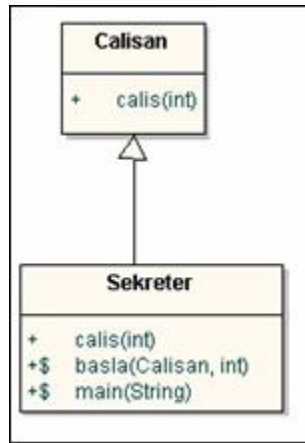 Calisan
+ calis(int)
Sekreter
+ calis(int)
+$ basla(Calisan, int)
+$ main(String)